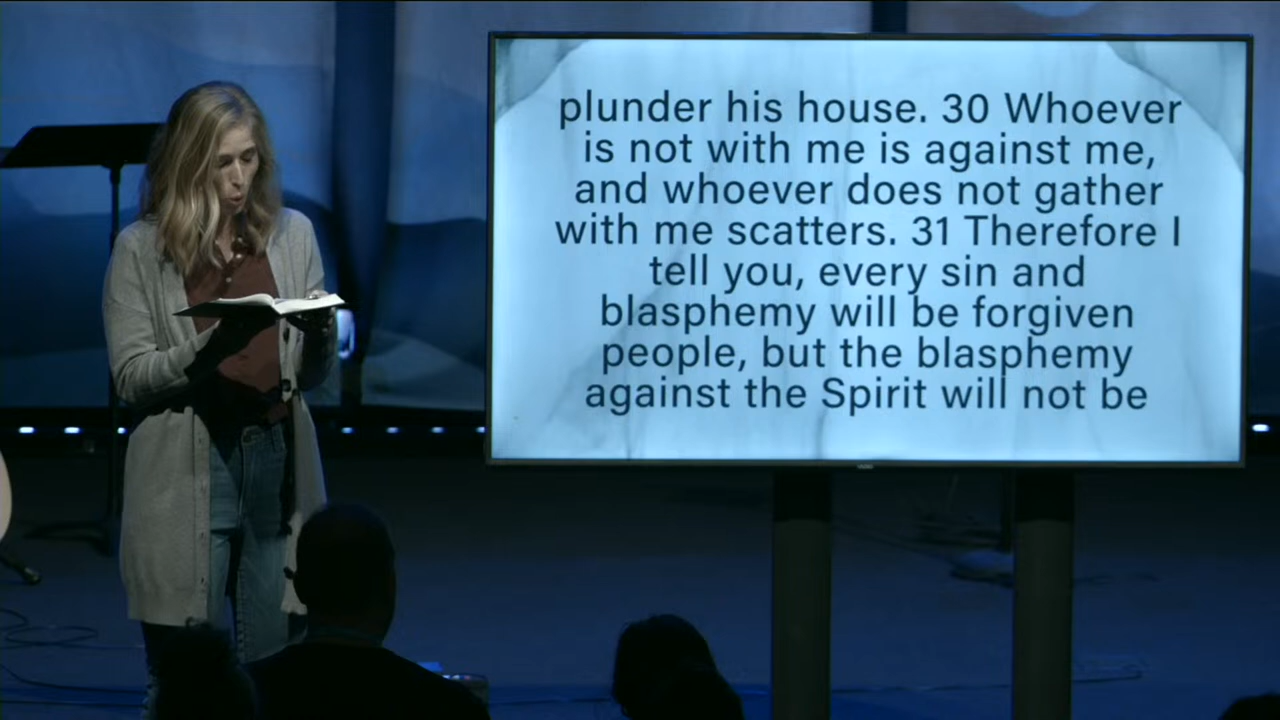 plunder his house. 30 Whoever
is not with me is against me,
and whoever does not gather
with me scatters. 31 Therefore I
tell you, every sin and
blasphemy will be forgiven
people, but the blasphemy
against the Spirit will not be